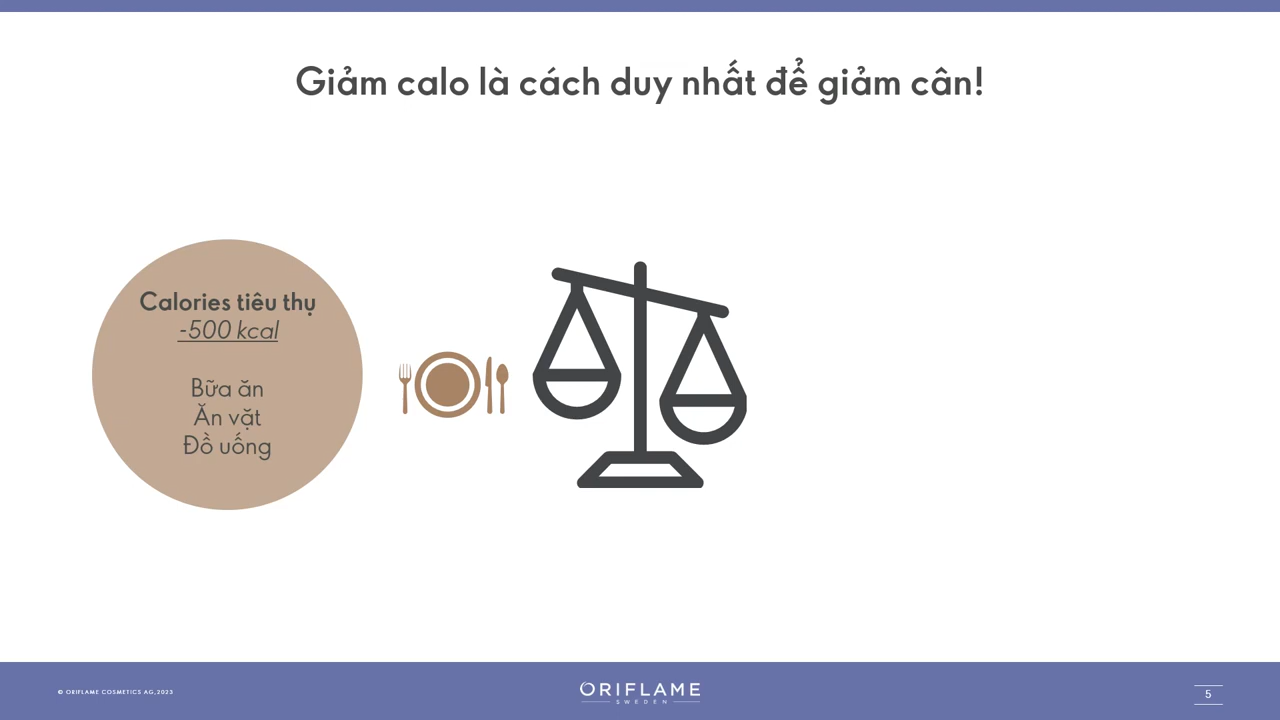 Giảm calo là cách duy nhất để giảm cân!
Calories tiêu thụ
-500 kcal
Bữa ăn
Ăn vặt
Đồ uống
© ORIFLAME COSMETICS AG,2023
ORIFLAME
SWEDEN
5